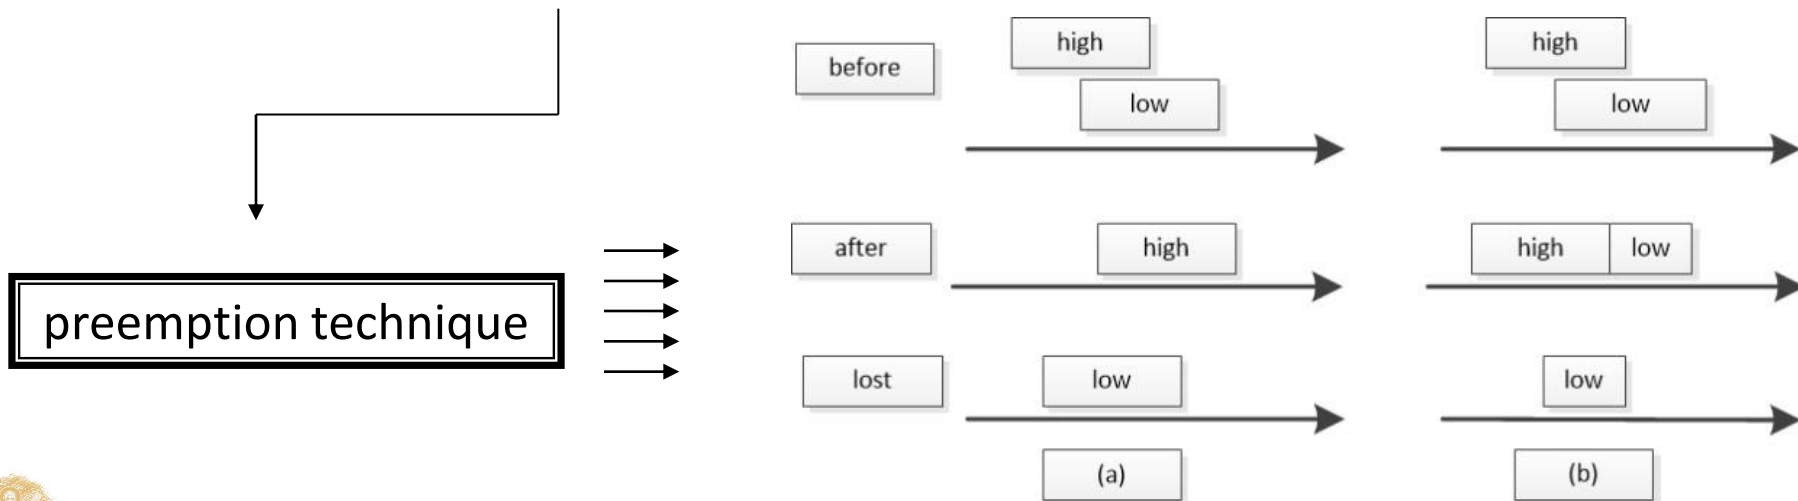 preemption technique
before
high
low
high
low
after
high
high
low
lost
low
low
(a)
(b)